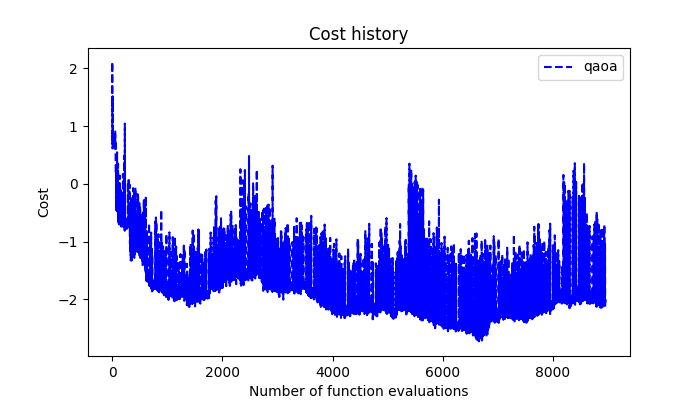 Cost history
qaoa
2
1
0
−1
−2
Cost
0
2000
4000
6000
8000
Number of function evaluations